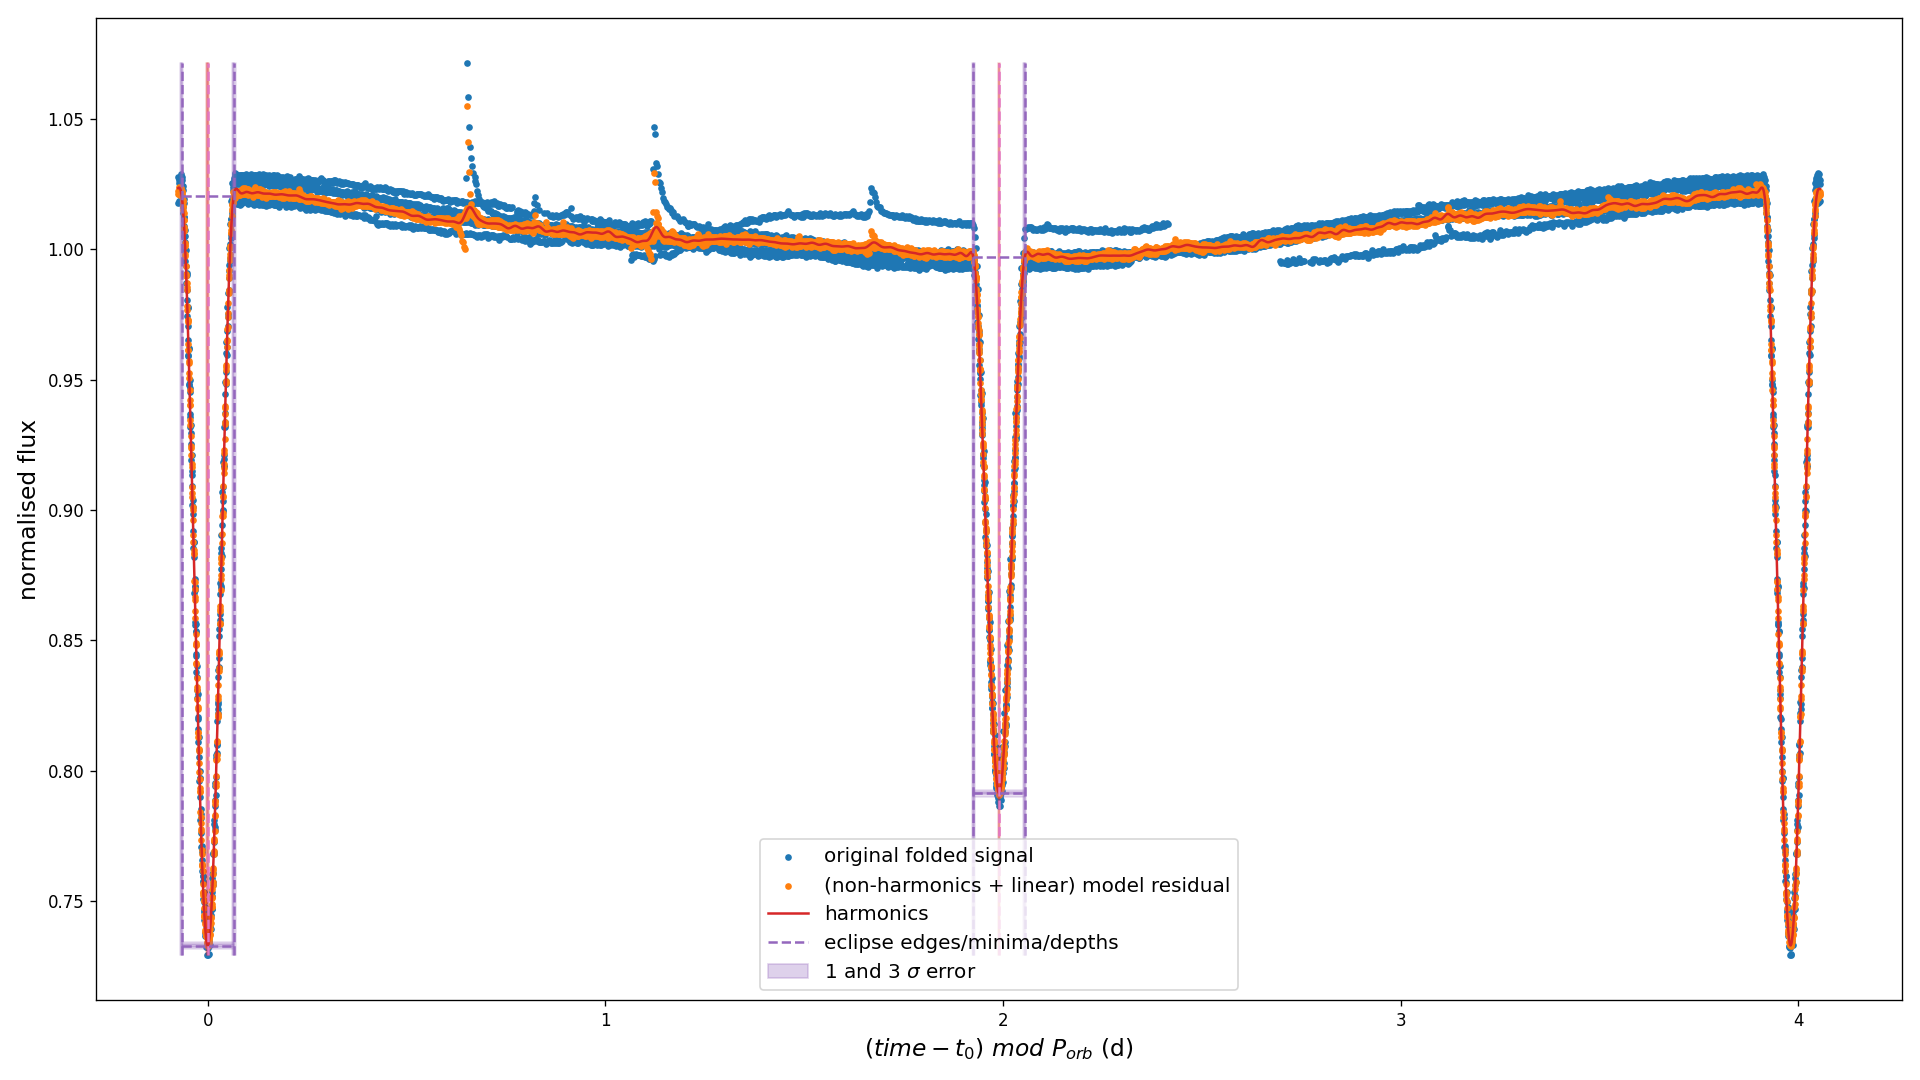 normalised flux
1.05
1.00
0.95
0.90
0.85
0.80
0.75
original folded signal
(non-harmonics + linear) model residual
harmonics
eclipse edges/minima/depths
1 and 3 σ error
0 1 2 3 4
(time − t₀) mod P_orb (d)